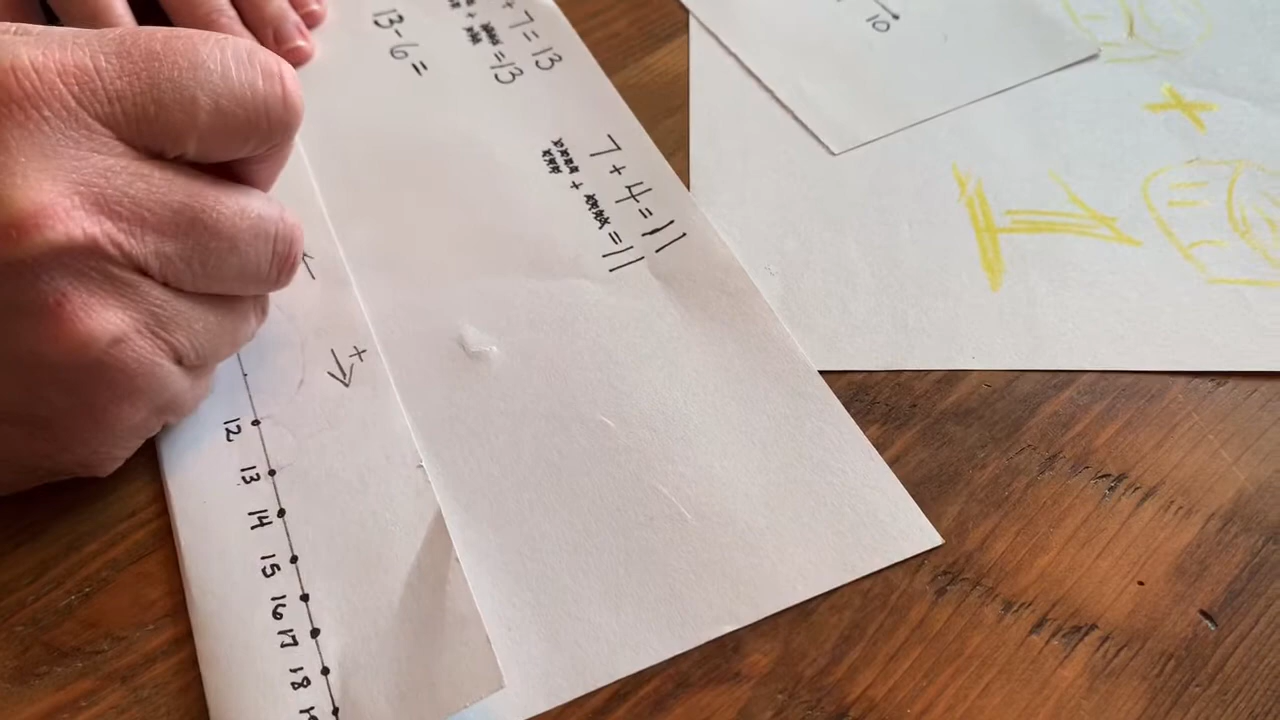 + 7 = 13
+ = 13
13 - 6 =
7 + 4 = 11
+ = 11
+
12 13 14 15 16 17 18
10
+